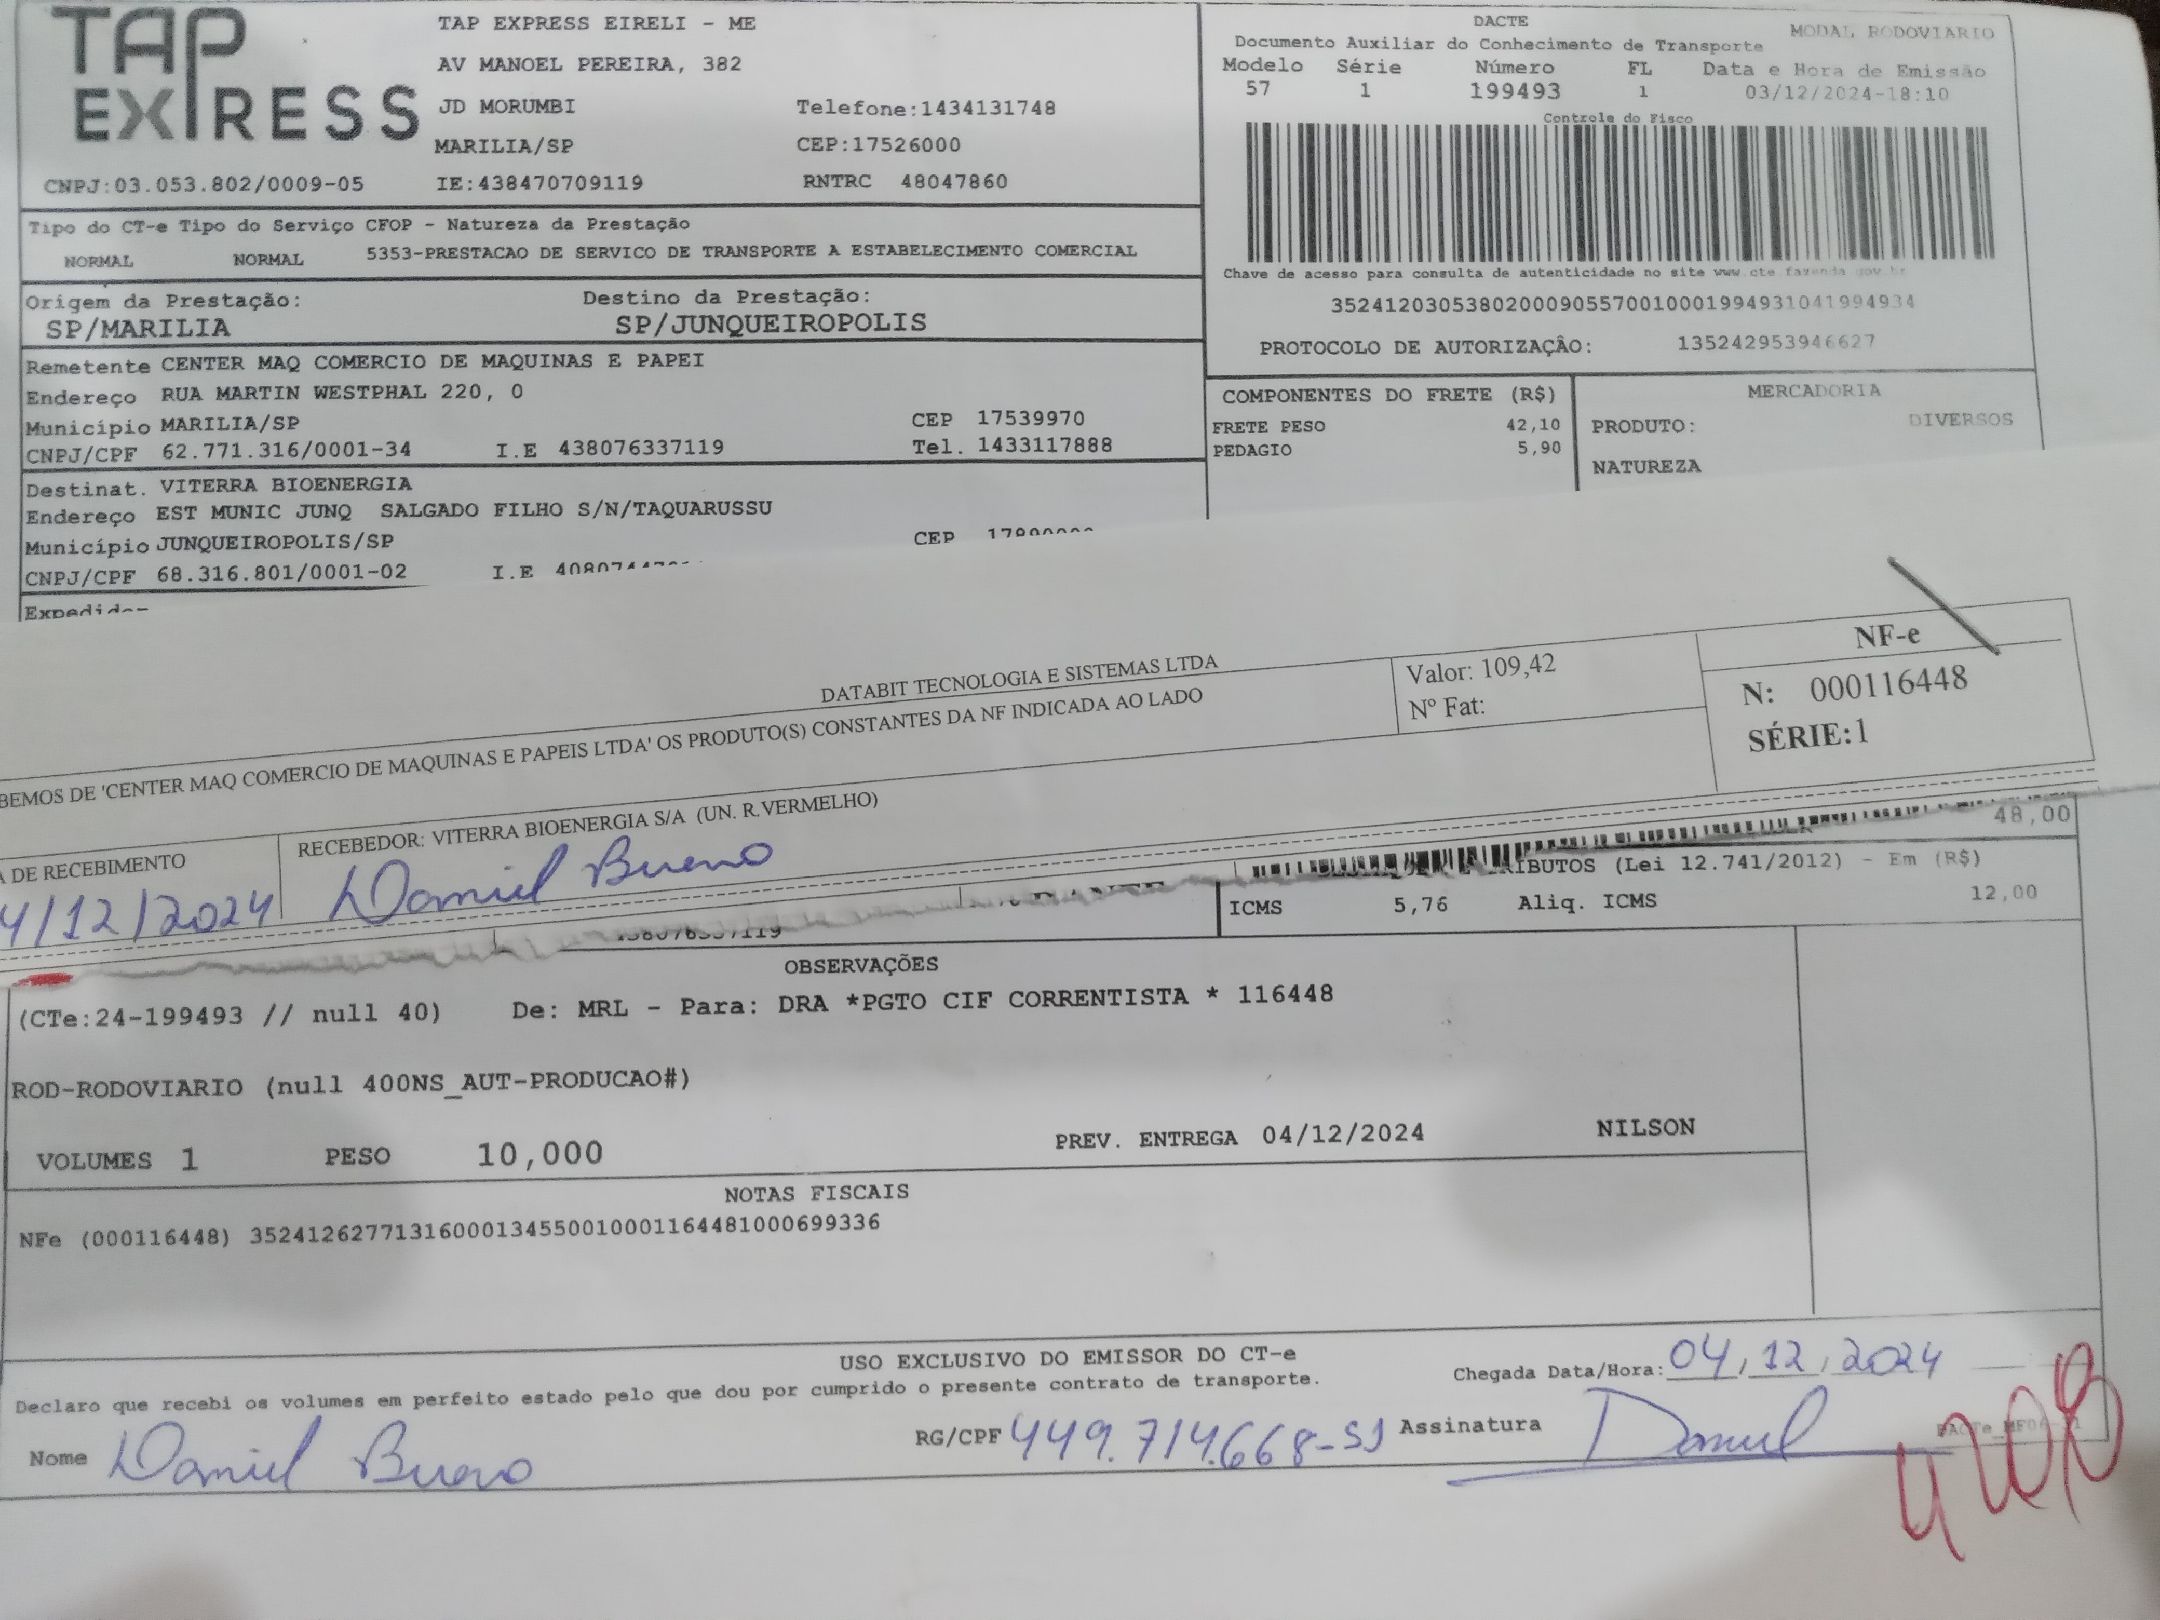 TAP EXPRESS
TAP EXPRESS EIRELI - ME
AV MANOEL PEREIRA, 382
JD MORUMBI Telefone:1434131748
MARILIA/SP CEP:17526000
CNPJ:03.053.802/0009-05 IE:438470709119 RNTRC 48047860
DACTE MODAL RODOVIARIO
Documento Auxiliar do Conhecimento de Transporte
Modelo Série Número FL Data e Hora de Emissão
57 1 199493 1 03/12/2024-18:10
Controle do Fisco
Chave de acesso para consulta de autenticidade no site www.cte.fazenda.gov.br
35241203053802000905570010001994931041994934
PROTOCOLO DE AUTORIZAÇÃO: 135242953946627
Tipo do CT-e Tipo do Serviço CFOP - Natureza da Prestação
NORMAL NORMAL 5353-PRESTACAO DE SERVICO DE TRANSPORTE A ESTABELECIMENTO COMERCIAL
Origem da Prestação: Destino da Prestação:
SP/MARILIA SP/JUNQUEIROPOLIS
Remetente CENTER MAQ COMERCIO DE MAQUINAS E PAPEI
Endereço RUA MARTIN WESTPHAL 220, 0
Município MARILIA/SP CEP 17539970
CNPJ/CPF 62.771.316/0001-34 I.E 438076337119 Tel. 1433117888
COMPONENTES DO FRETE (R$)
FRETE PESO 42,10
PEDAGIO 5,90
MERCADORIA
PRODUTO: DIVERSOS
NATUREZA
Destinat. VITERRA BIOENERGIA
Endereço EST MUNIC JUNQ SALGADO FILHO S/N/TAQUARUSSU
Município JUNQUEIROPOLIS/SP CEP
CNPJ/CPF 68.316.801/0001-02 I.E
Expedidor
DATABIT TECNOLOGIA E SISTEMAS LTDA
BEMOS DE 'CENTER MAQ COMERCIO DE MAQUINAS E PAPEIS LTDA' OS PRODUTO(S) CONSTANTES DA NF INDICADA AO LADO
Valor: 109,42
Nº Fat:
NF-e
N: 000116448
SÉRIE:1
A DE RECEBIMENTO RECEBEDOR: VITERRA BIOENERGIA S/A (UN. R.VERMELHO)
4/12/2024 Daniel Bueno
48,00
RIBUTOS (Lei 12.741/2012) - Em (R$)
ICMS 5,76 Aliq. ICMS 12,00
438076337119
OBSERVAÇÕES
(CTe:24-199493 // null 40) De: MRL - Para: DRA *PGTO CIF CORRENTISTA * 116448
ROD-RODOVIARIO (null 400NS_AUT-PRODUCAO#)
VOLUMES 1 PESO 10,000 PREV. ENTREGA 04/12/2024 NILSON
NOTAS FISCAIS
NFe (000116448) 35241262771316000134550010001164481000699336
USO EXCLUSIVO DO EMISSOR DO CT-e
Declaro que recebi os volumes em perfeito estado pelo que dou por cumprido o presente contrato de transporte.
Chegada Data/Hora: 04/12/2024
Nome Daniel Bueno RG/CPF 449.714.668-51 Assinatura Daniel